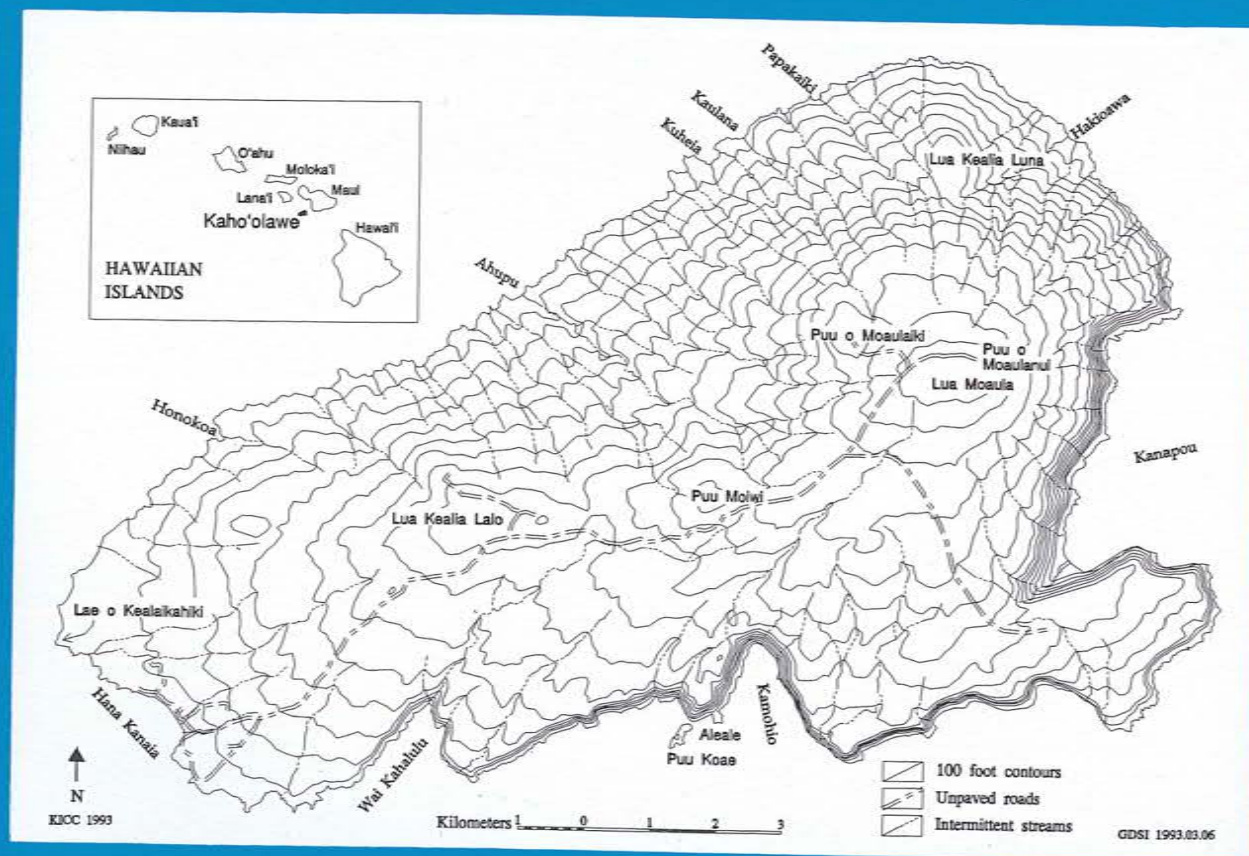 Kaua'i
Niihau
O'ahu
Moloka'i
Lana'i
Maui
Kaho'olawe
Hawai'i
HAWAIIAN
ISLANDS
Papakaiki
Kaulana
Kuheia
Hakioawa
Lua Kealia Luna
Ahupu
Puu o Moaulaiki
Puu o
Moaulanui
Lua Moaula
Honokoa
Kanapou
Puu Moiwi
Lua Kealia Lalo
Lae o Kealaikahiki
Hana Kanaia
Wai Kahalulu
Kamohio
Aleale
Puu Koae
N
KICC 1993
Kilometers 1 0 1 2 3
100 foot contours
Unpaved roads
Intermittent streams
GDSI 1993.03.06